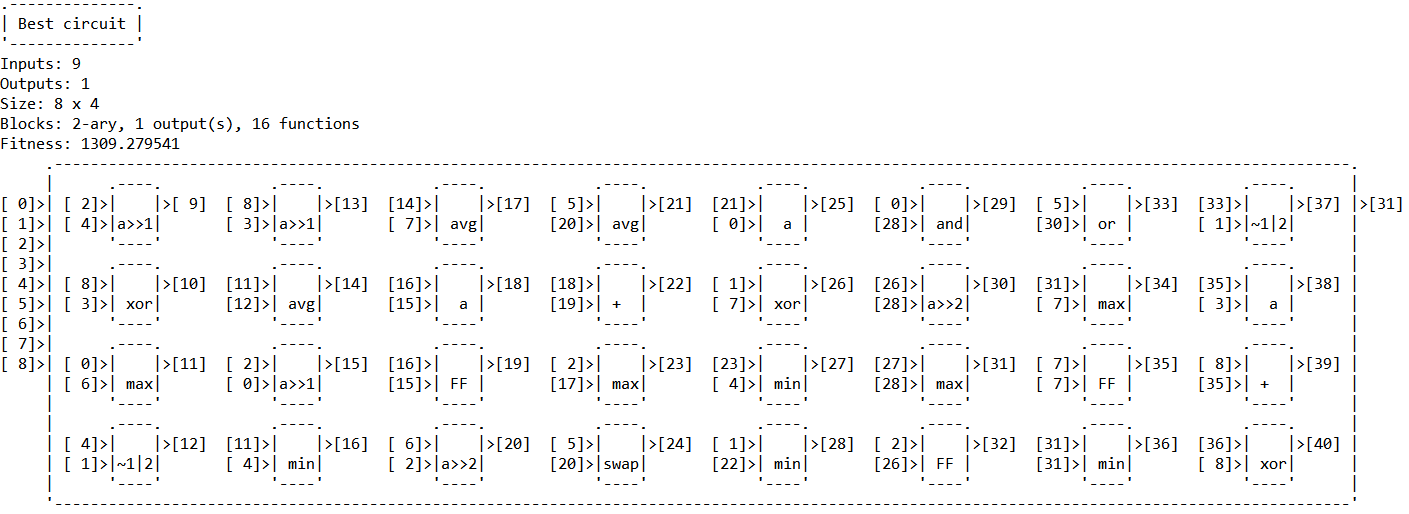 .--------------.
| Best circuit |
'--------------'
Inputs: 9
Outputs: 1
Size: 8 x 4
Blocks: 2-ary, 1 output(s), 16 functions
Fitness: 1309.279541
[ 0]>| [ 2]>| |>[ 9] [ 8]>| |>[13] [14]>| |>[17] [ 5]>| |>[21] [21]>| |>[25] [ 0]>| |>[29] [ 5]>| |>[33] [33]>| |>[37] |>[31]
[ 1]>| [ 4]>|a>>1| [ 3]>|a>>1| [ 7]>| avg| [20]>| avg| [ 0]>| a | [28]>| and| [30]>| or | [ 1]>|~1|2| |
[ 2]>|
[ 3]>|
[ 4]>| [ 8]>| |>[10] [11]>| |>[14] [16]>| |>[18] [18]>| |>[22] [ 1]>| |>[26] [26]>| |>[30] [31]>| |>[34] [35]>| |>[38] |
[ 5]>| [ 3]>| xor| [12]>| avg| [15]>| a | [19]>| + | [ 7]>| xor| [28]>|a>>2| [ 7]>| max| [ 3]>| a | |
[ 6]>|
[ 7]>|
[ 8]>| [ 0]>| |>[11] [ 2]>| |>[15] [16]>| |>[19] [ 2]>| |>[23] [23]>| |>[27] [27]>| |>[31] [ 7]>| |>[35] [ 8]>| |>[39] |
| [ 6]>| max| [ 0]>|a>>1| [15]>| FF | [17]>| max| [ 4]>| min| [28]>| max| [ 7]>| FF | [35]>| + | |
| [ 4]>| |>[12] [11]>| |>[16] [ 6]>| |>[20] [ 5]>| |>[24] [ 1]>| |>[28] [ 2]>| |>[32] [31]>| |>[36] [36]>| |>[40] |
| [ 1]>|~1|2| [ 4]>| min| [ 2]>|a>>2| [20]>|swap| [22]>| min| [26]>| FF | [31]>| min| [ 8]>| xor| |